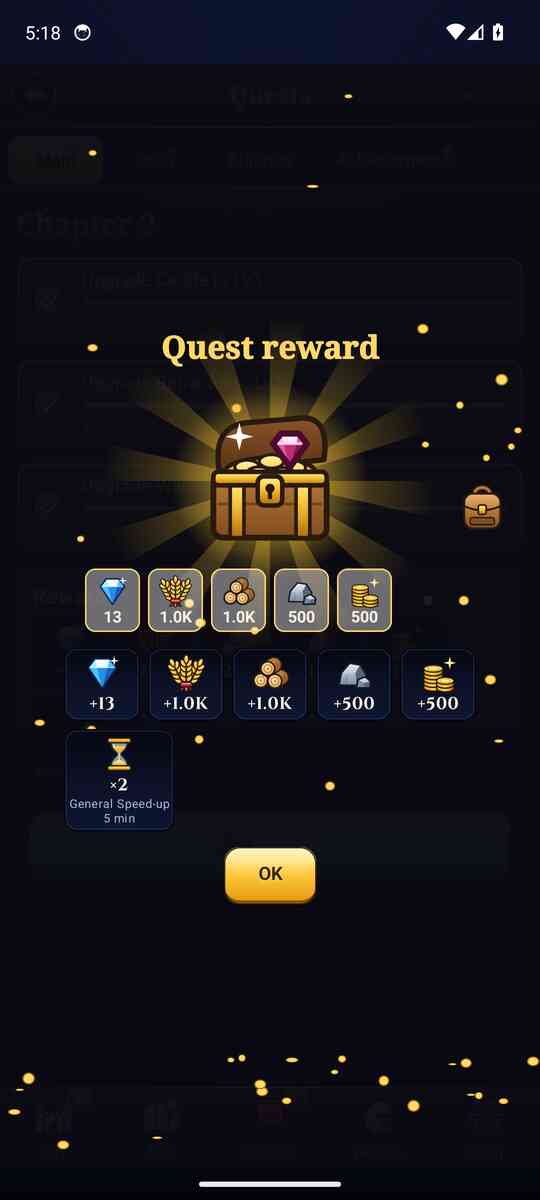 5:18
Quest reward
13 1.0K 1.0K 500 500
+13 +1.0K +1.0K +500 +500
×2
General Speed-up
5 min
OK